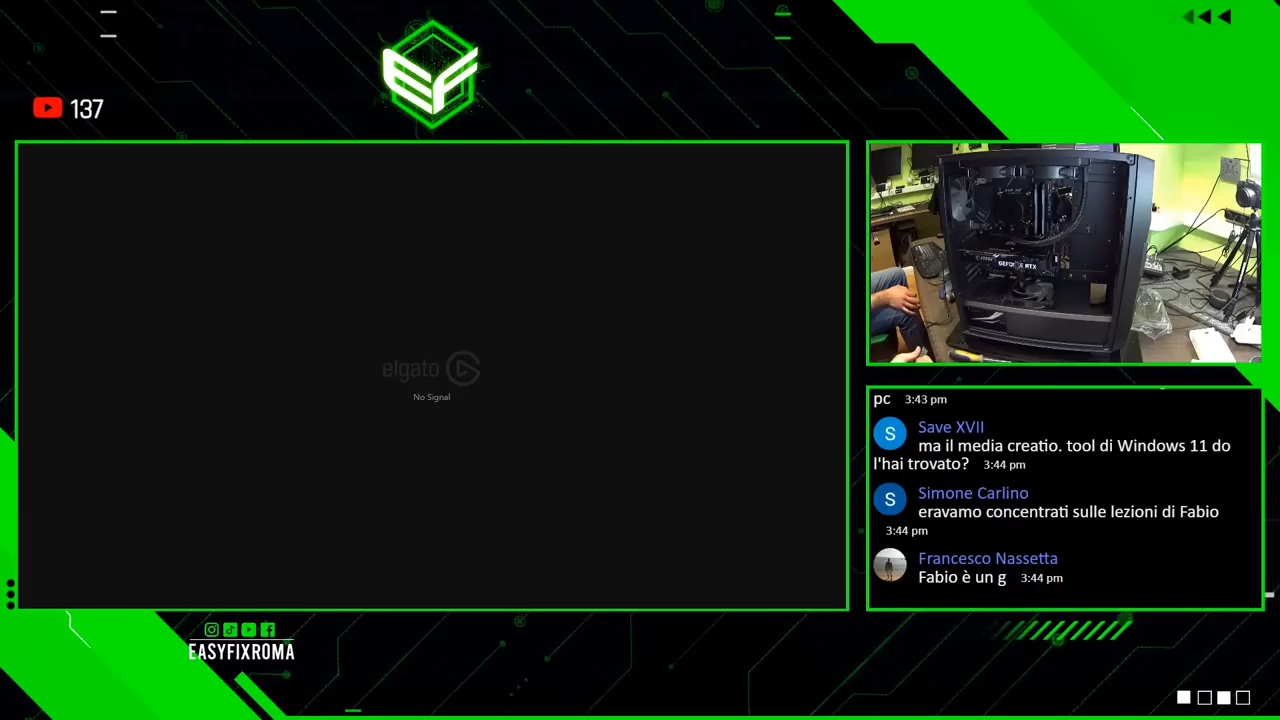 EF
137
elgato
No Signal
GEFORCE RTX
pc 3:43 pm
S Save XVII
ma il media creatio. tool di Windows 11 do
l'hai trovato? 3:44 pm
S Simone Carlino
eravamo concentrati sulle lezioni di Fabio
3:44 pm
Francesco Nassetta
Fabio è un g 3:44 pm
EASYFIXROMA